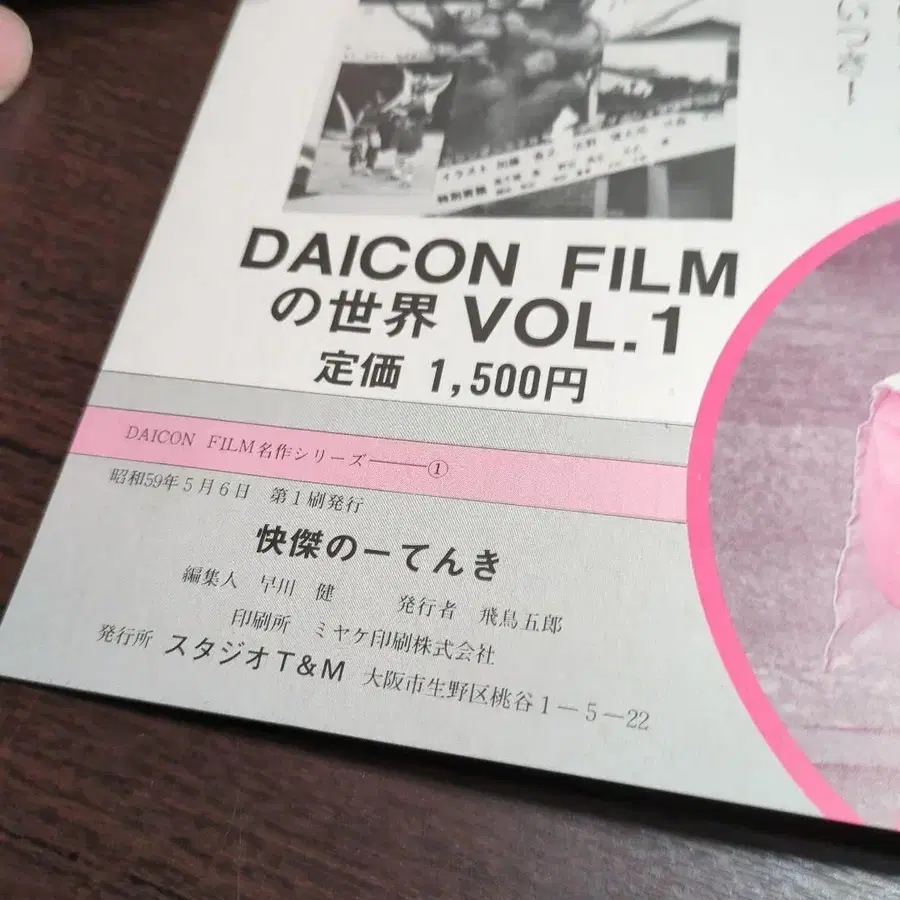 DAICON FILM
の世界 VOL.1
定価 1,500円
DAICON FILM名作シリーズ――①
昭和59年5月6日 第1刷発行
快傑のーてんき
編集人 早川 健 発行者 飛鳥五郎
印刷所 ミヤケ印刷株式会社
発行所 スタジオT&M 大阪市生野区桃谷1―5―22